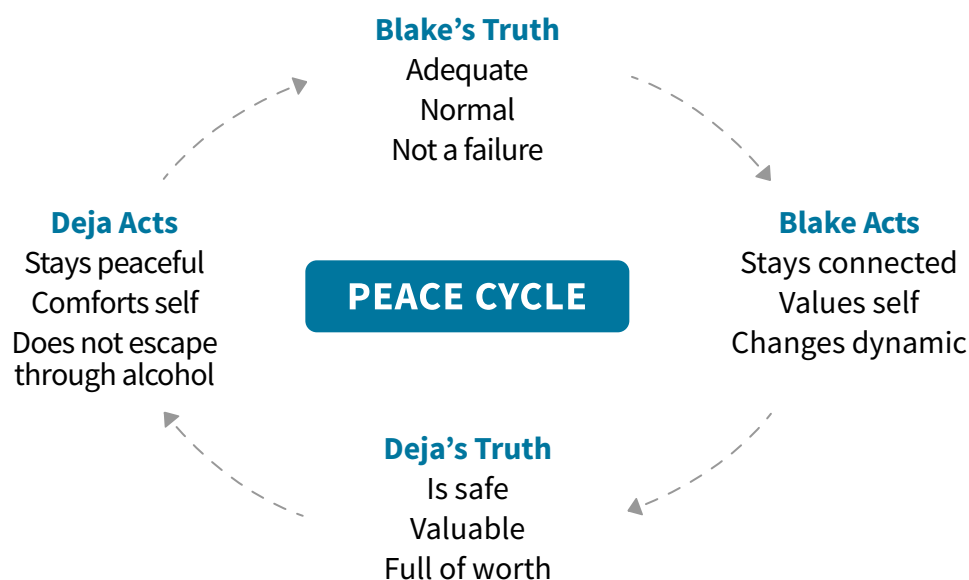 Blake’s Truth
Adequate
Normal
Not a failure
Blake Acts
Stays connected
Values self
Changes dynamic
Deja’s Truth
Is safe
Valuable
Full of worth
Deja Acts
Stays peaceful
Comforts self
Does not escape
through alcohol
PEACE CYCLE